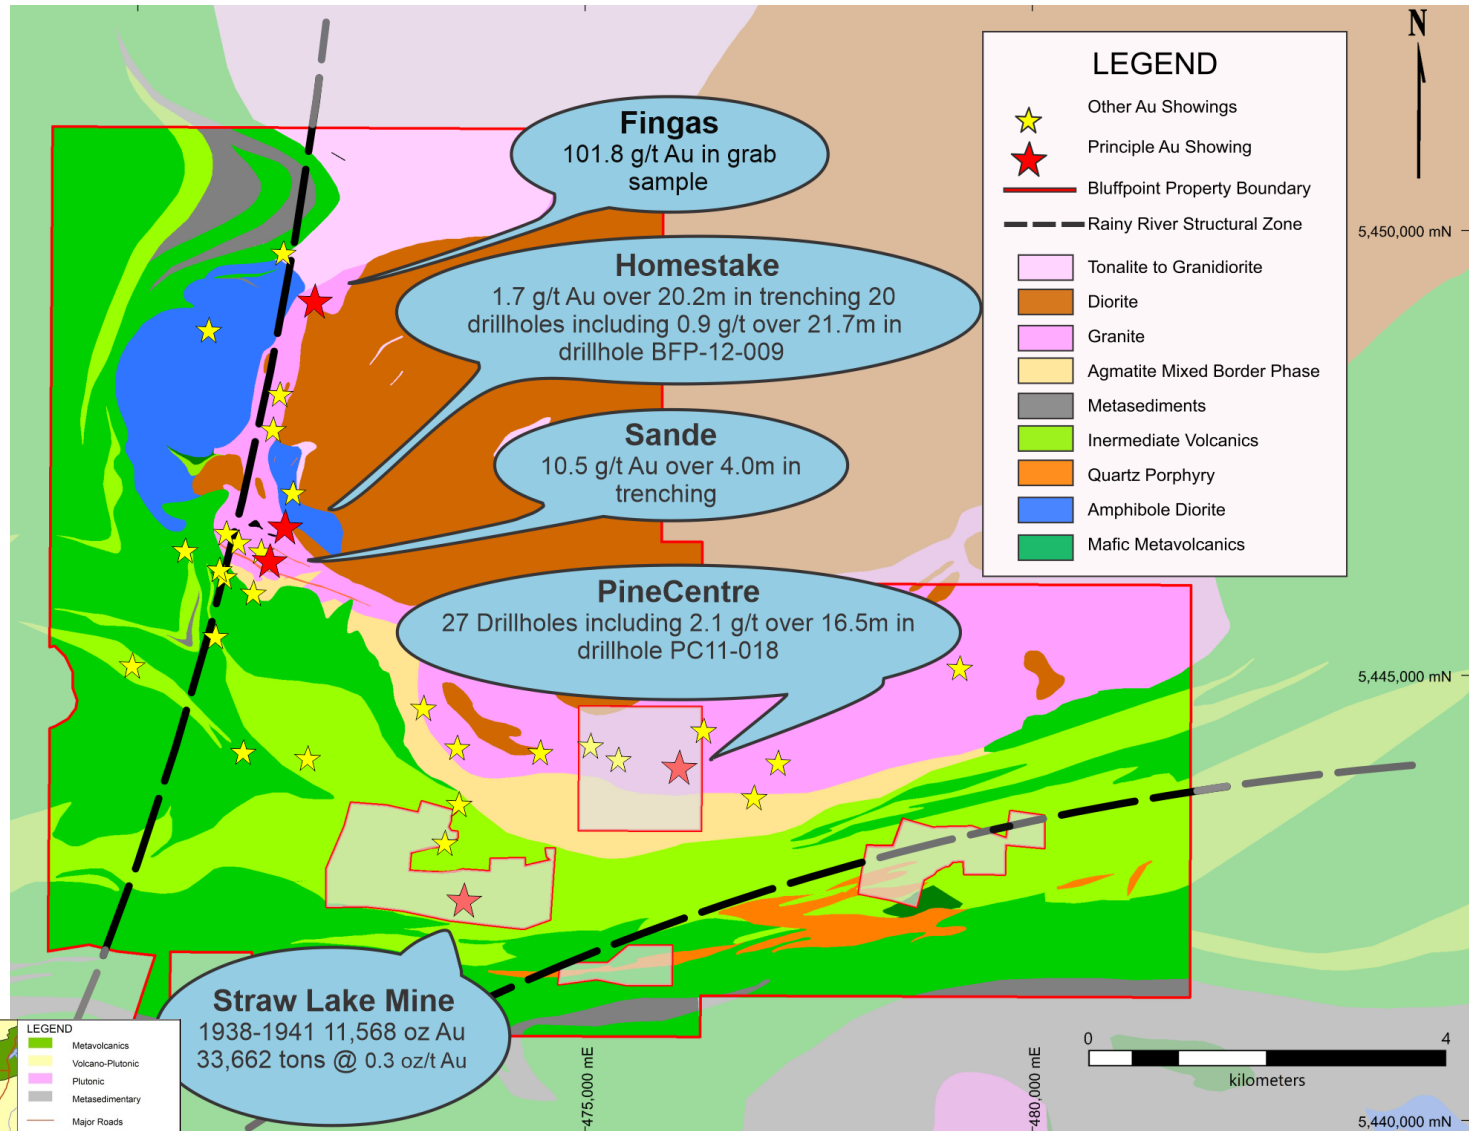 N
LEGEND
Other Au Showings
Principle Au Showing
Bluffpoint Property Boundary
Rainy River Structural Zone
Tonalite to Granidiorite
Diorite
Granite
Agmatite Mixed Border Phase
Metasediments
Inermediate Volcanics
Quartz Porphyry
Amphibole Diorite
Mafic Metavolcanics
Fingas
101.8 g/t Au in grab
sample
Homestake
1.7 g/t Au over 20.2m in trenching 20
drillholes including 0.9 g/t over 21.7m in
drillhole BFP-12-009
Sande
10.5 g/t Au over 4.0m in
trenching
PineCentre
27 Drillholes including 2.1 g/t over 16.5m in
drillhole PC11-018
Straw Lake Mine
1938-1941 11,568 oz Au
33,662 tons @ 0.3 oz/t Au
5,450,000 mN
5,445,000 mN
5,440,000 mN
475,000 mE
480,000 mE
0 4
kilometers
LEGEND
Metavolcanics
Volcano-Plutonic
Plutonic
Metasedimentary
Major Roads